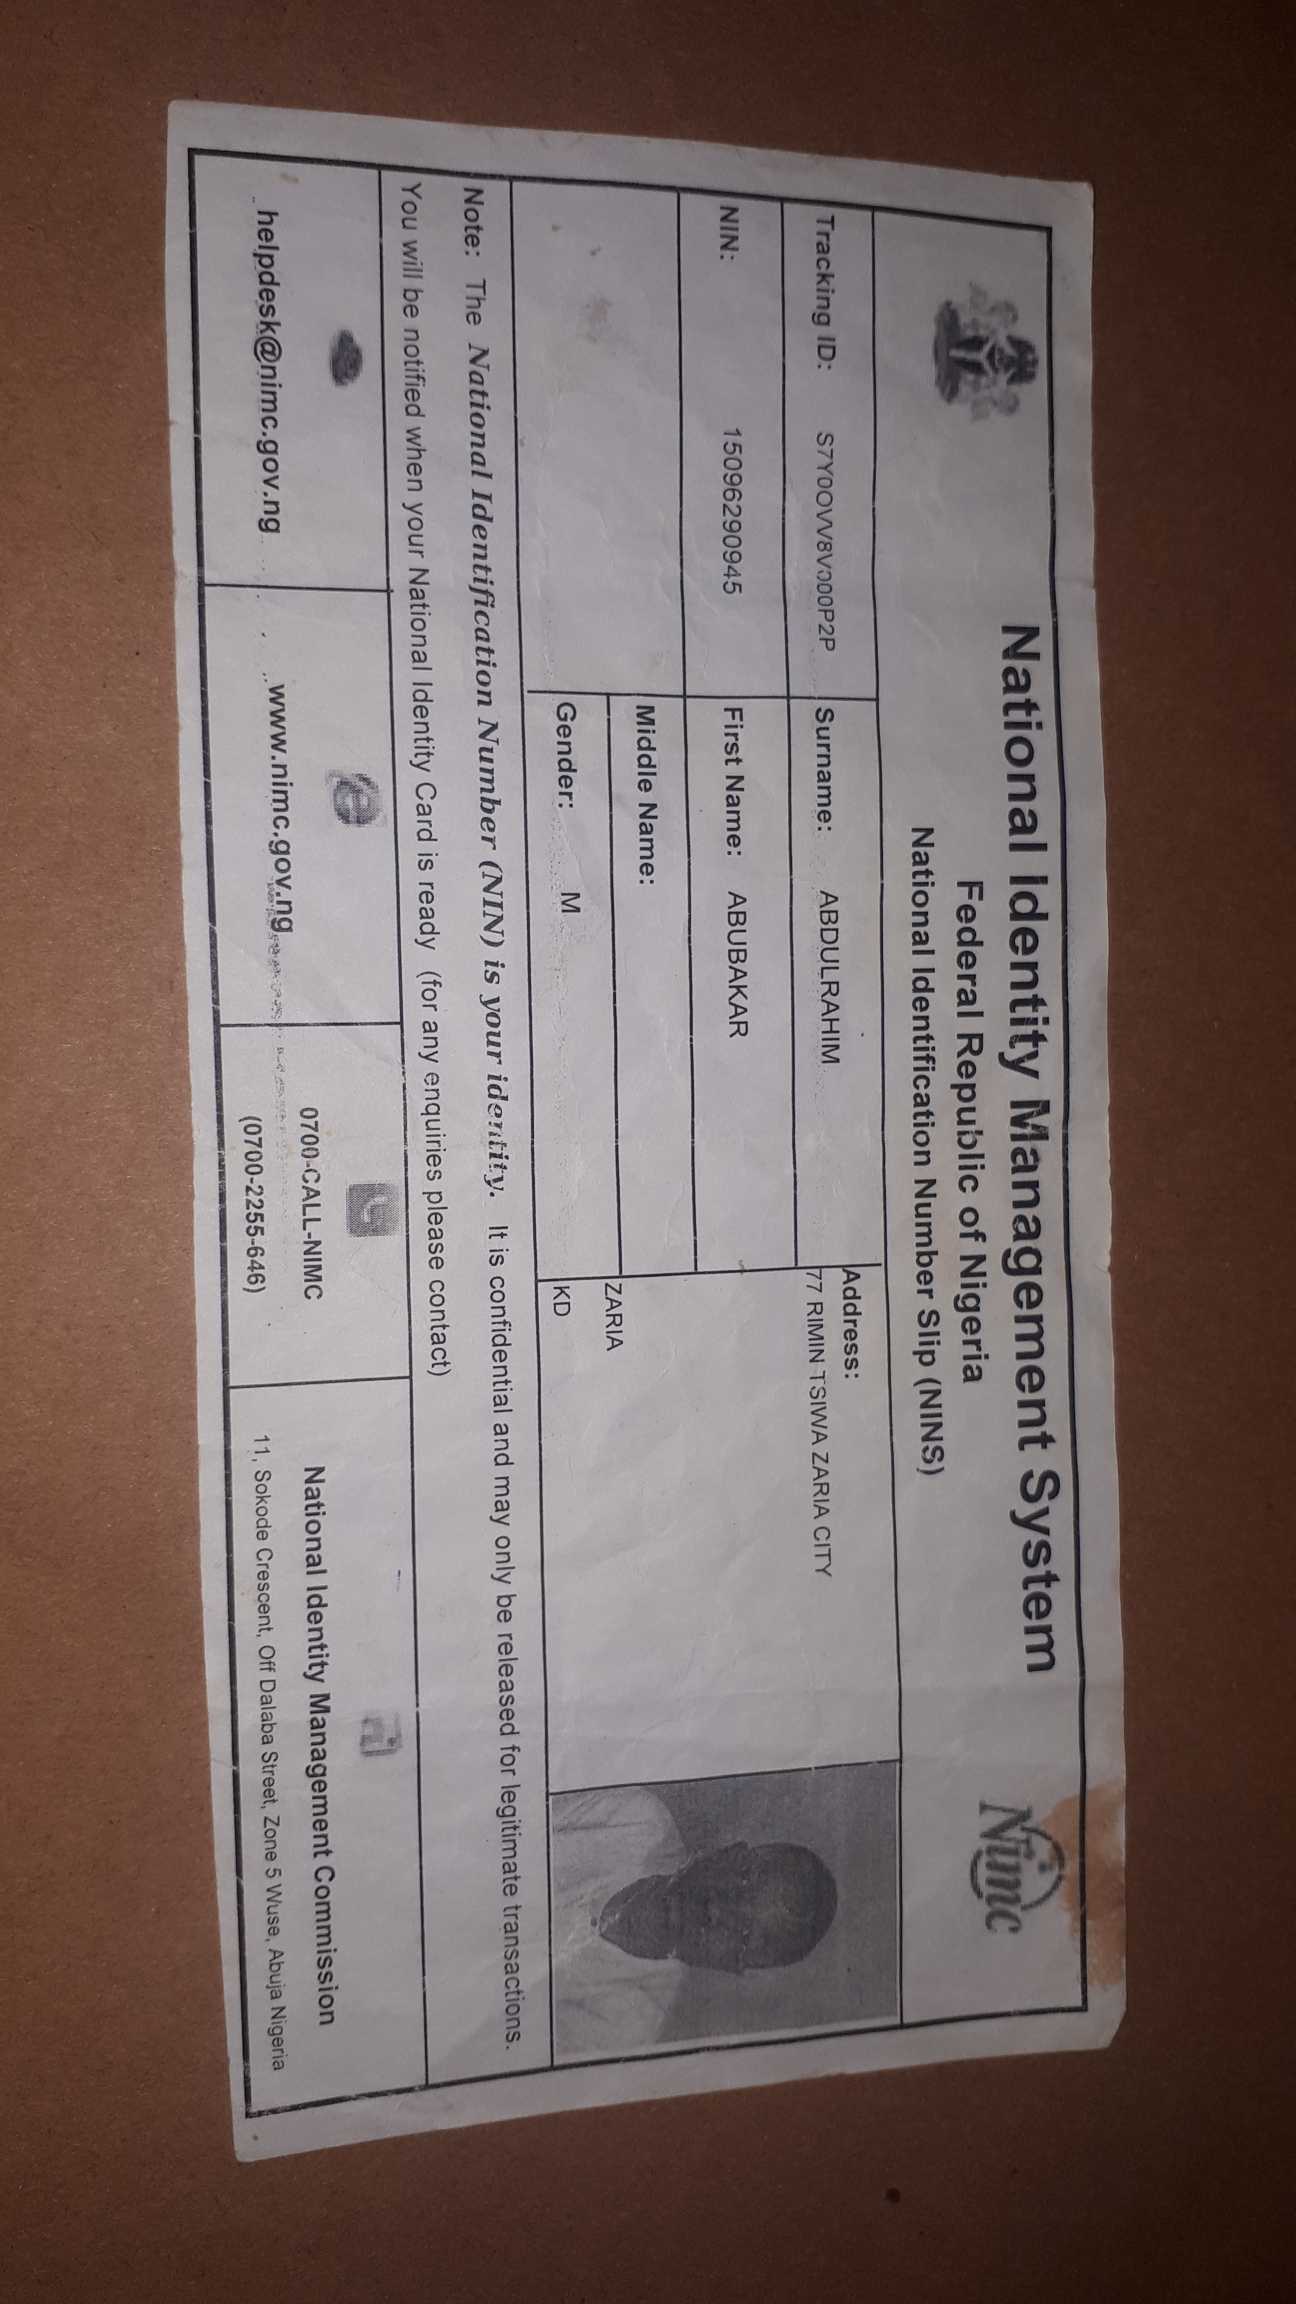 National Identity Management System
Federal Republic of Nigeria
National Identification Number Slip (NINS)
Nimc
Tracking ID:
Surname: ABDULRAHIM
Address:
77 RIMIN TSIWA ZARIA CITY
NIN: 15096290945
First Name: ABUBAKAR
Middle Name:
ZARIA
Gender: M
KD
Note: The National Identification Number (NIN) is your identity. It is confidential and may only be released for legitimate transactions.
You will be notified when your National Identity Card is ready (for any enquiries please contact)
helpdesk@nimc.gov.ng
www.nimc.gov.ng
0700-CALL-NIMC
(0700-2255-646)
National Identity Management Commission
11, Sokode Crescent, Off Dalaba Street, Zone 5 Wuse, Abuja Nigeria